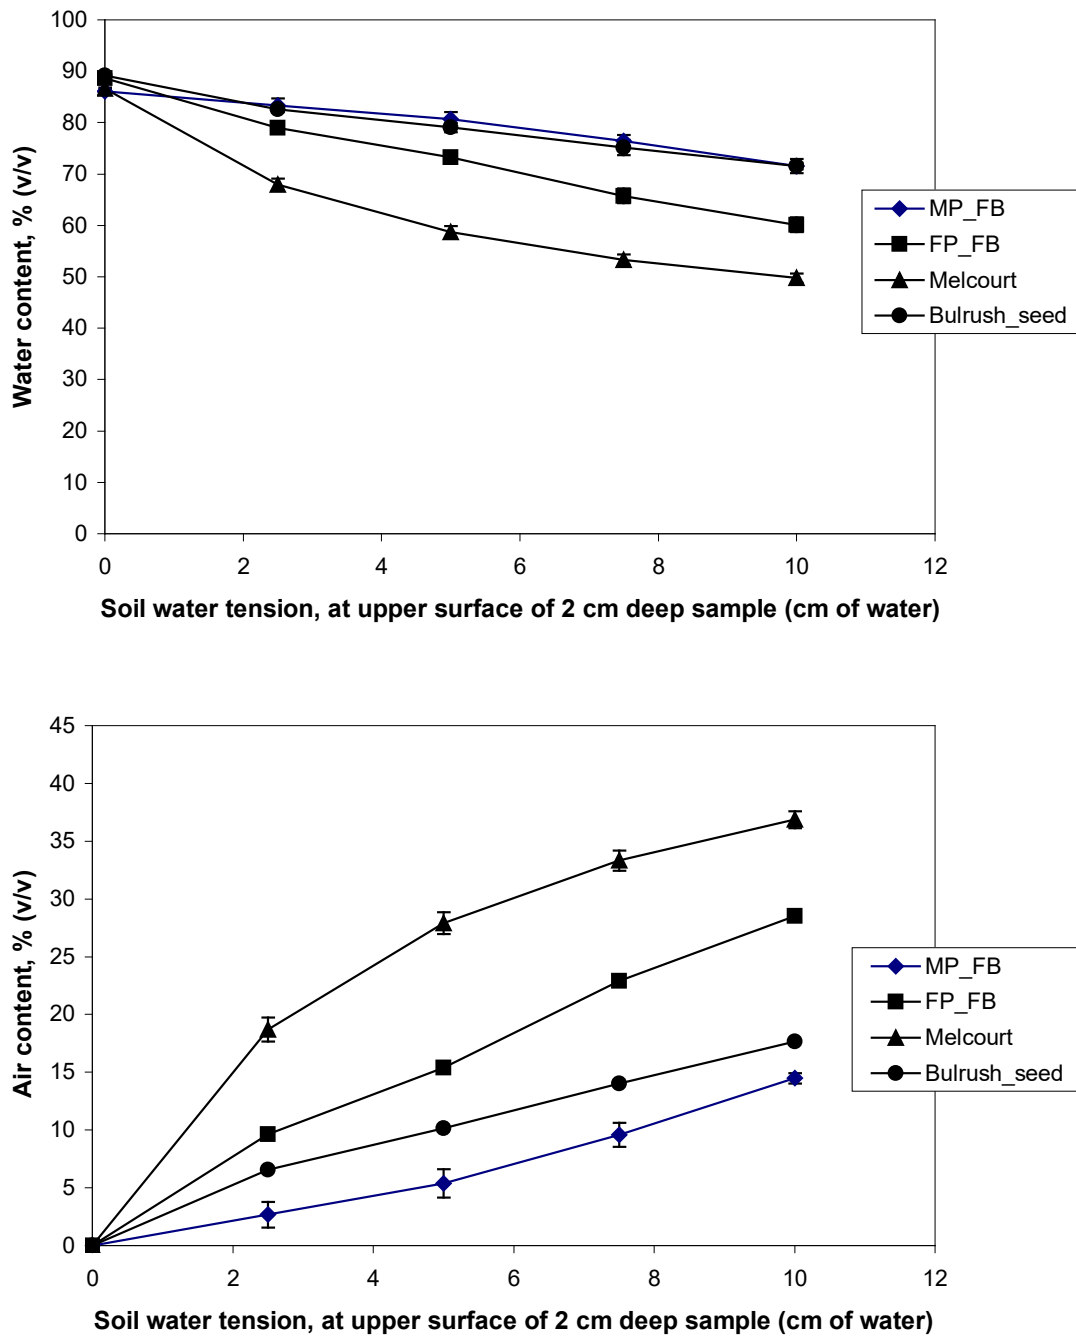 100
90
80
70
60
50
40
30
20
10
0
Water content, % (v/v)
0 2 4 6 8 10 12
Soil water tension, at upper surface of 2 cm deep sample (cm of water)
MP_FB
FP_FB
Melcourt
Bulrush_seed
45
40
35
30
25
20
15
10
5
0
Air content, % (v/v)
0 2 4 6 8 10 12
Soil water tension, at upper surface of 2 cm deep sample (cm of water)
MP_FB
FP_FB
Melcourt
Bulrush_seed